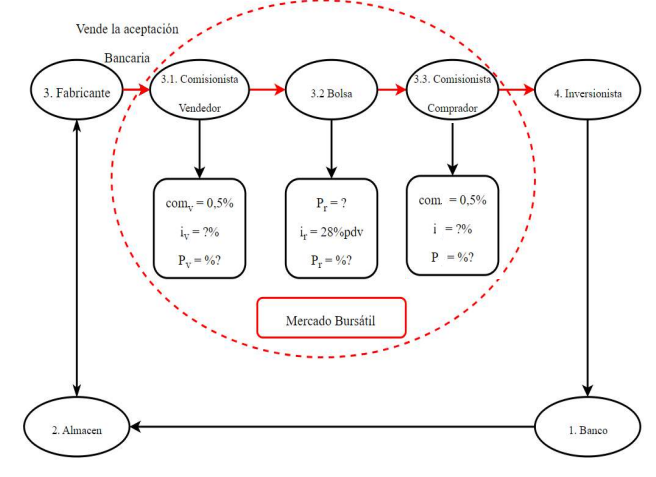 Vende la aceptación
Bancaria
3. Fabricante
3.1. Comisionista
Vendedor
3.2 Bolsa
3.3. Comisionista
Comprador
4. Inversionista
comv = 0,5%
iv = ?%
Pv = %?
Pr = ?
ir = 28%pdv
Pr = %?
com. = 0,5%
i = ?%
P = %?
Mercado Bursátil
2. Almacen
1. Banco